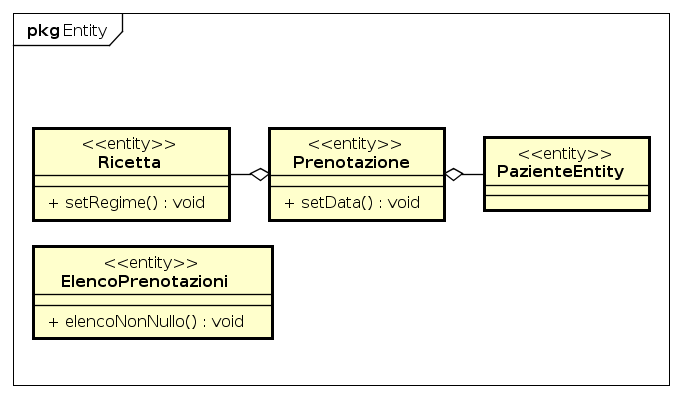 pkg Entity
<<entity>>
Ricetta
+ setRegime() : void
<<entity>>
Prenotazione
+ setData() : void
<<entity>>
PazienteEntity
<<entity>>
ElencoPrenotazioni
+ elencoNonNullo() : void